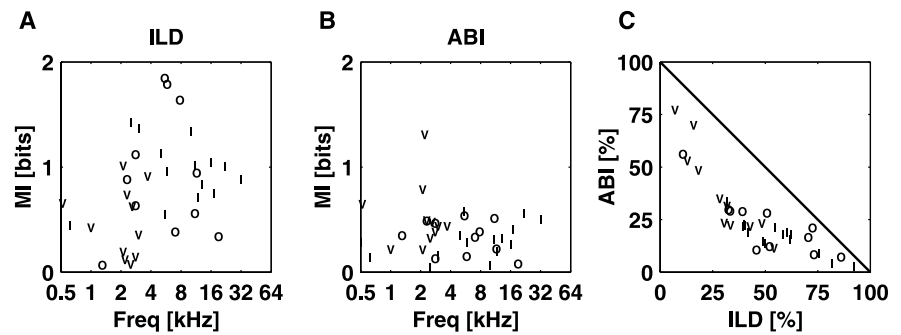 A
ILD
2
1
0
MI [bits]
0.5 1 2 4 8 16 32 64
Freq [kHz]
B
ABI
2
1
0
MI [bits]
0.5 1 2 4 8 16 32 64
Freq [kHz]
C
100
75
50
25
0
ABI [%]
0 25 50 75 100
ILD [%]